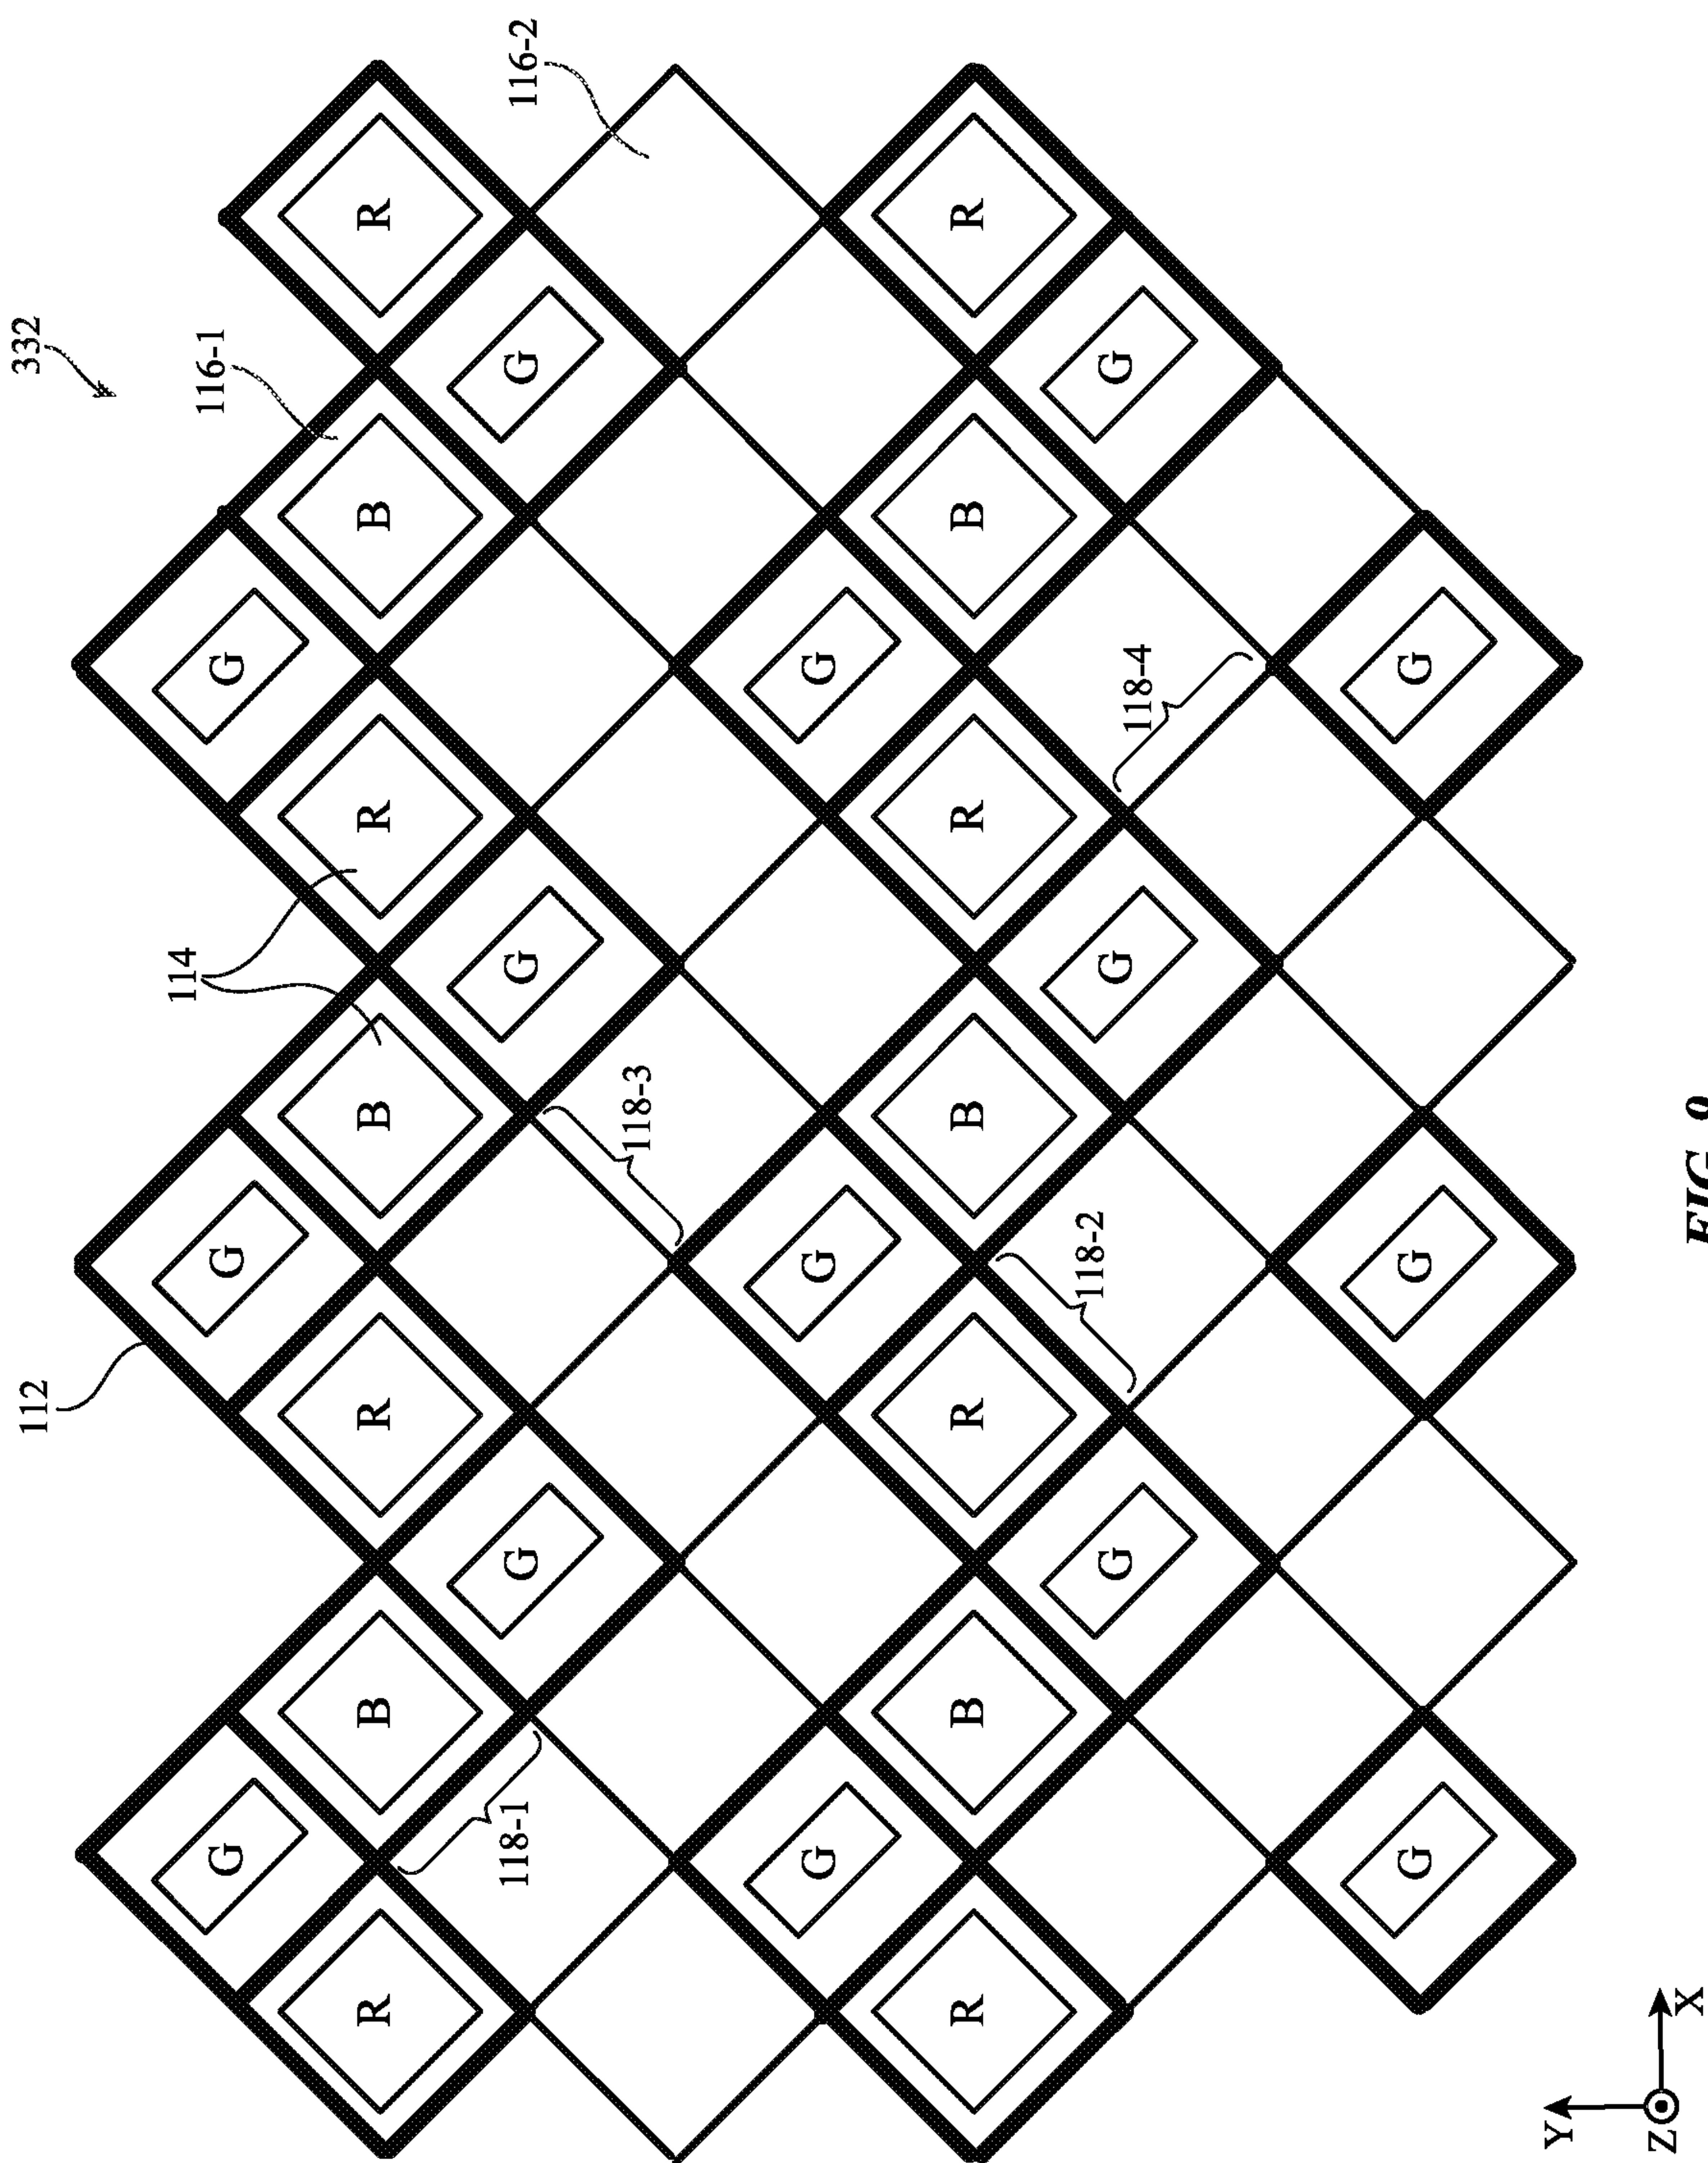 112
332
114
116-1
G G G
R B R B R B R
118-1
G G G
116-2
118-3
G G G
R B R B R B R
118-2
G G G
118-4
G G G
Y
Z
X
FIG. 9